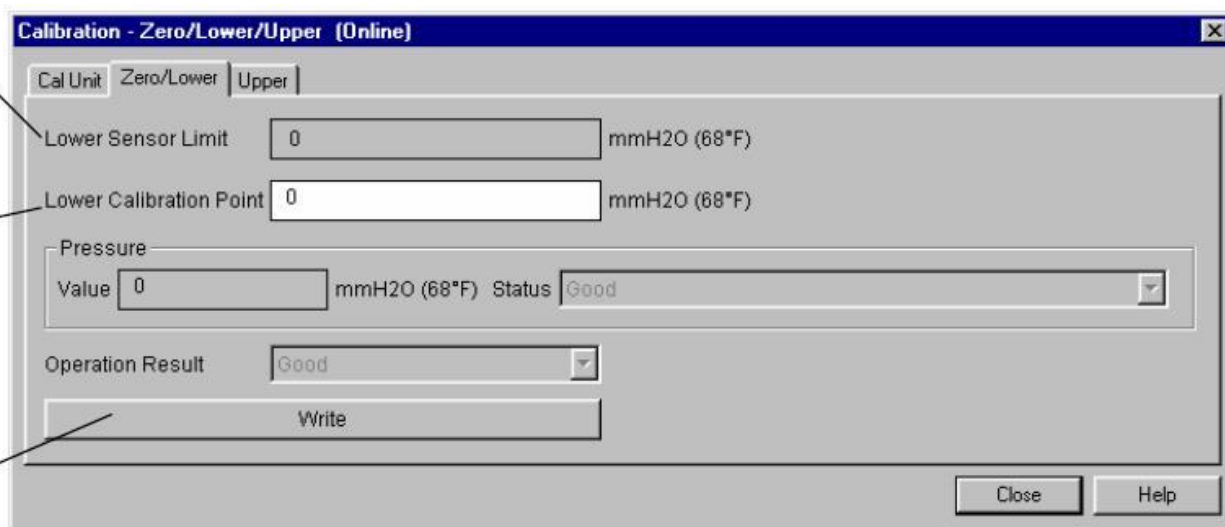 Calibration - Zero/Lower/Upper (Online)
Cal Unit Zero/Lower Upper
Lower Sensor Limit 0 mmH2O (68°F)
Lower Calibration Point 0 mmH2O (68°F)
Pressure
Value 0 mmH2O (68°F) Status Good
Operation Result Good
Write
Close Help